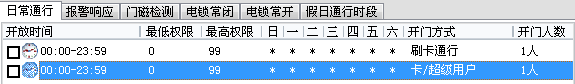 日常通行 报警响应 门磁检测 电锁常闭 电锁常开 假日通行时段
开放时间 最低权限 最高权限 日 一 二 三 四 五 六 开门方式 开门人数
00:00-23:59 0 99 * * * * * * * 刷卡通行 1人
00:00-23:59 0 99 * * * * * * * 卡/超级用户 1人